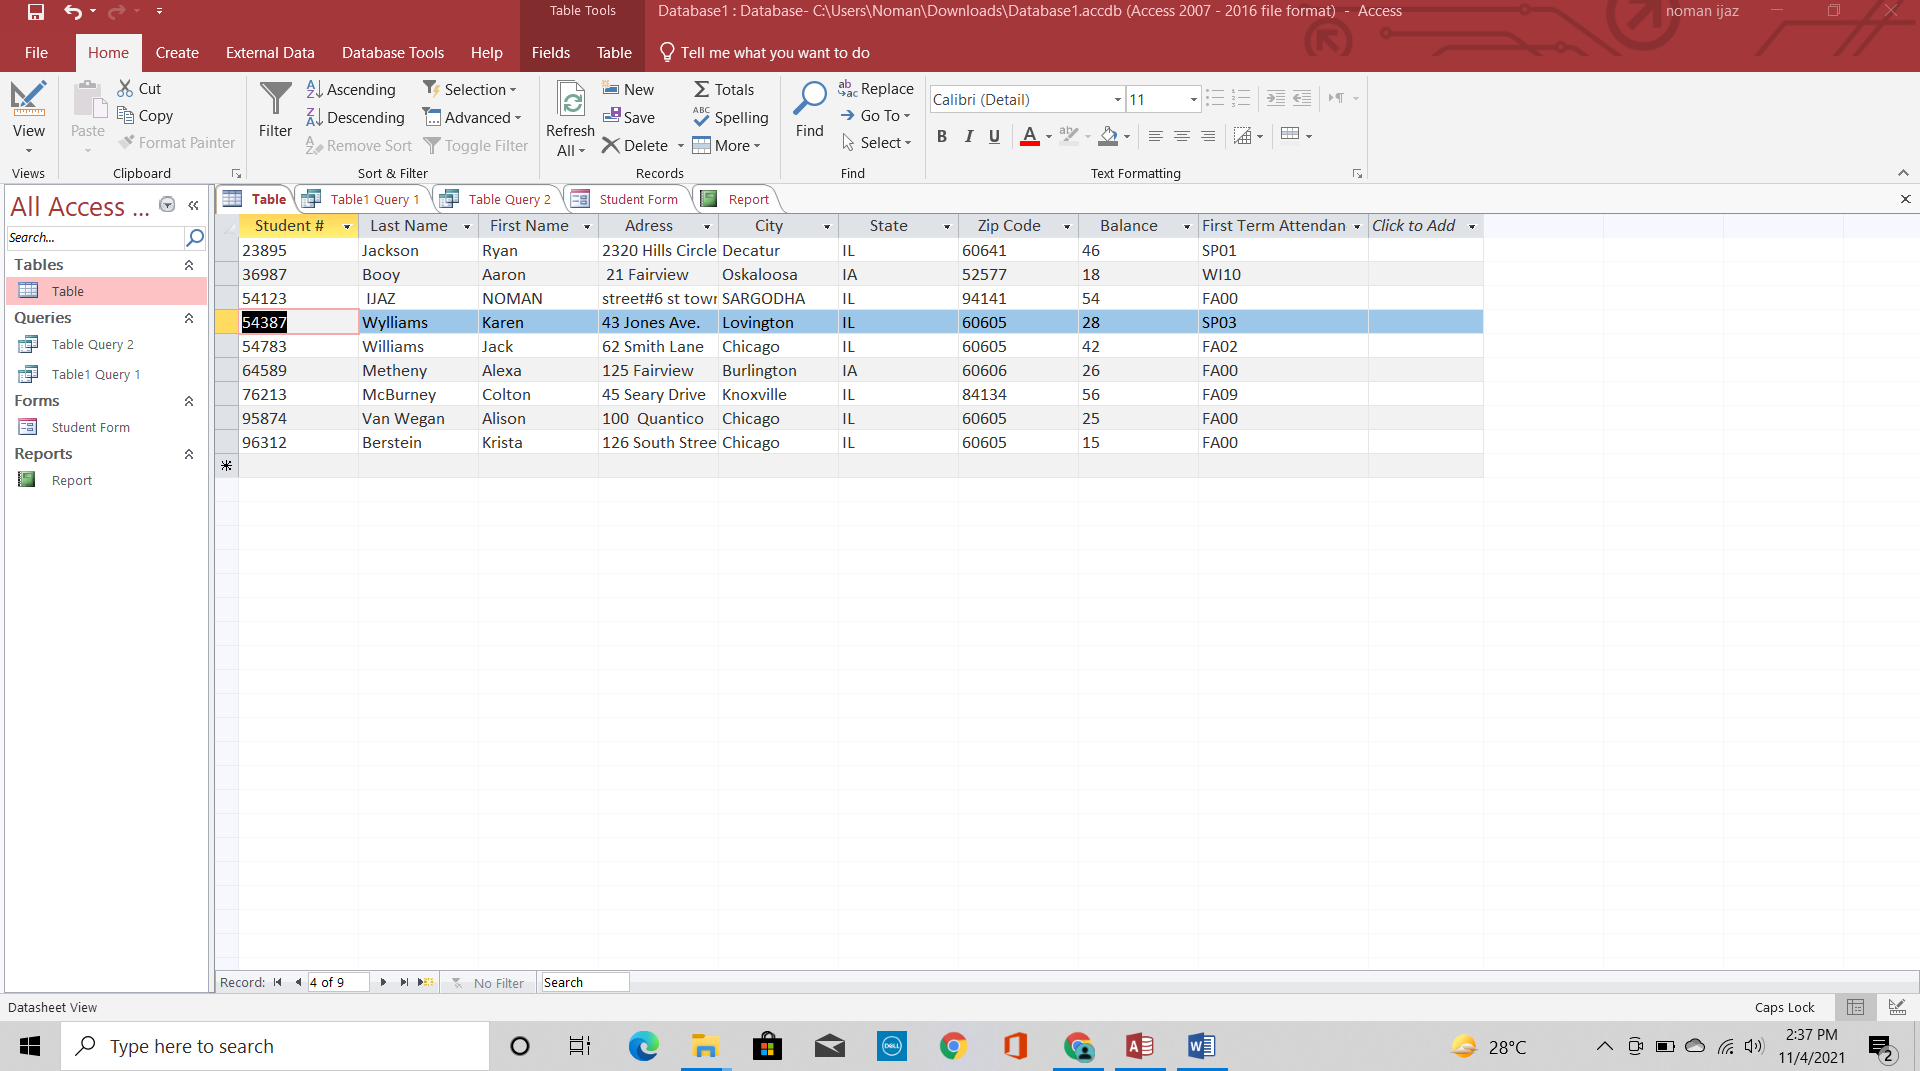 Table Tools Database1 : Database- C:\Users\Noman\Downloads\Database1.accdb (Access 2007 - 2016 file format) - Access noman ijaz
File Home Create External Data Database Tools Help Fields Table Tell me what you want to do
View
Views
Paste Cut
Copy
Format Painter
Clipboard
Filter Ascending
Descending
Remove Sort
Selection
Advanced
Toggle Filter
Sort & Filter
Refresh
All
New
Save
Delete
Totals
Spelling
More
Records
Find Replace
Go To
Select
Find
Calibri (Detail) 11
B I U A
Text Formatting
All Access ...
Search...
Tables
Table
Queries
Table Query 2
Table1 Query 1
Forms
Student Form
Reports
Report
Table Table1 Query 1 Table Query 2 Student Form Report
Student # Last Name First Name Adress City State Zip Code Balance First Term Attendan Click to Add
23895 Jackson Ryan 2320 Hills Circle Decatur IL 60641 46 SP01
36987 Booy Aaron 21 Fairview Oskaloosa IA 52577 18 WI10
54123 IJAZ NOMAN street#6 st town SARGODHA IL 94141 54 FA00
54387 Wylliams Karen 43 Jones Ave. Lovington IL 60605 28 SP03
54783 Williams Jack 62 Smith Lane Chicago IL 60605 42 FA02
64589 Metheny Alexa 125 Fairview Burlington IA 60606 26 FA00
76213 McBurney Colton 45 Seary Drive Knoxville IL 84134 56 FA09
95874 Van Wegan Alison 100 Quantico Chicago IL 60605 25 FA00
96312 Berstein Krista 126 South Stree Chicago IL 60605 15 FA00
Record: 4 of 9 No Filter Search
Datasheet View Caps Lock
Type here to search DELL 28°C 2:37 PM
11/4/2021 2